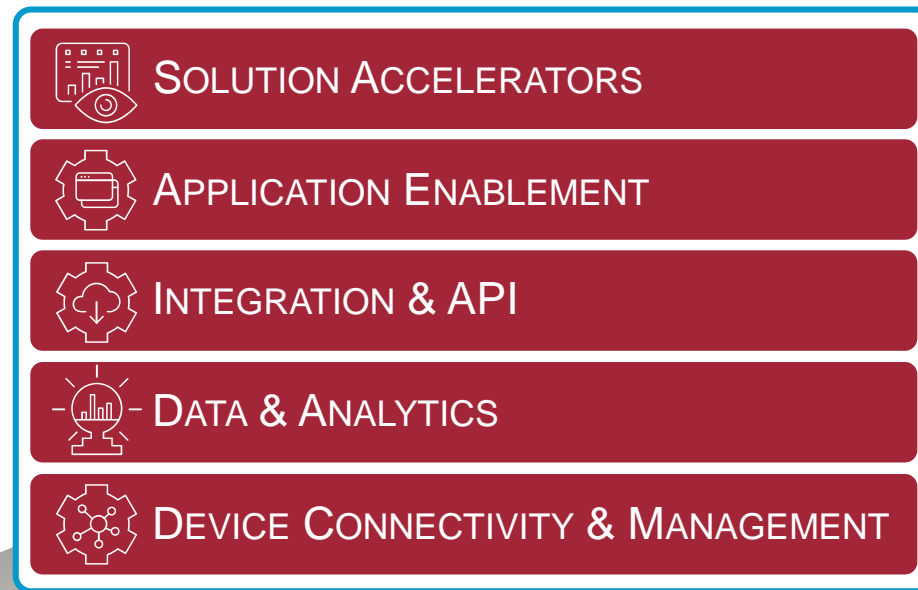 SOLUTION ACCELERATORS
APPLICATION ENABLEMENT
INTEGRATION & API
DATA & ANALYTICS
DEVICE CONNECTIVITY & MANAGEMENT